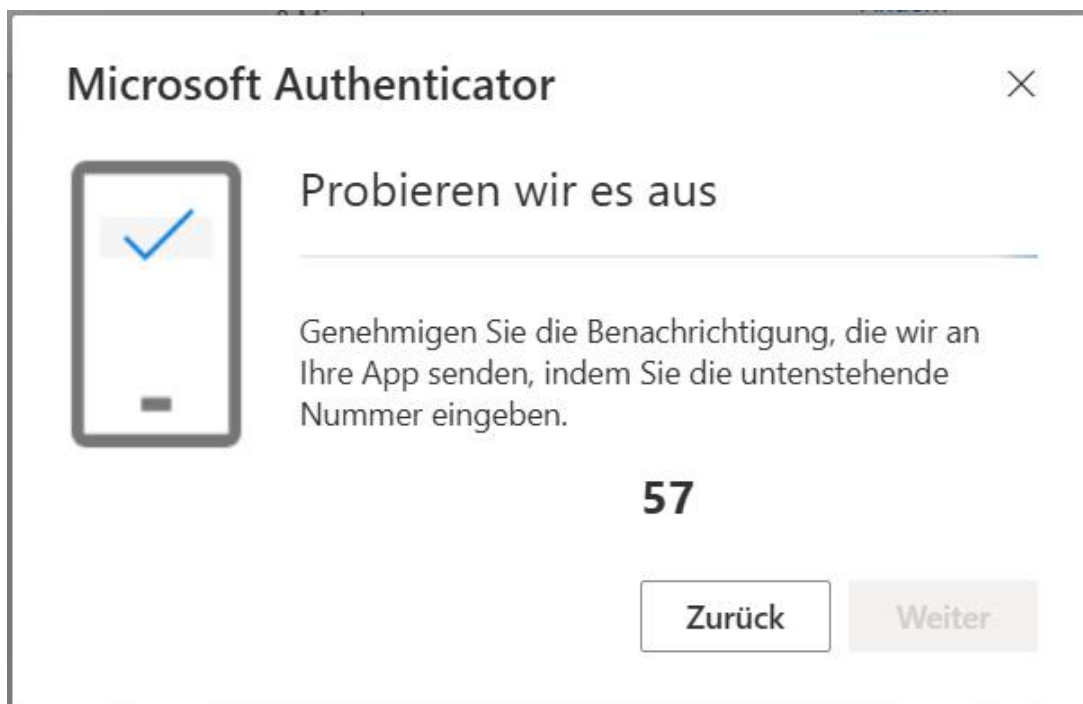 Microsoft Authenticator
Probieren wir es aus
Genehmigen Sie die Benachrichtigung, die wir an
Ihre App senden, indem Sie die untenstehende
Nummer eingeben.
57
Zurück
Weiter